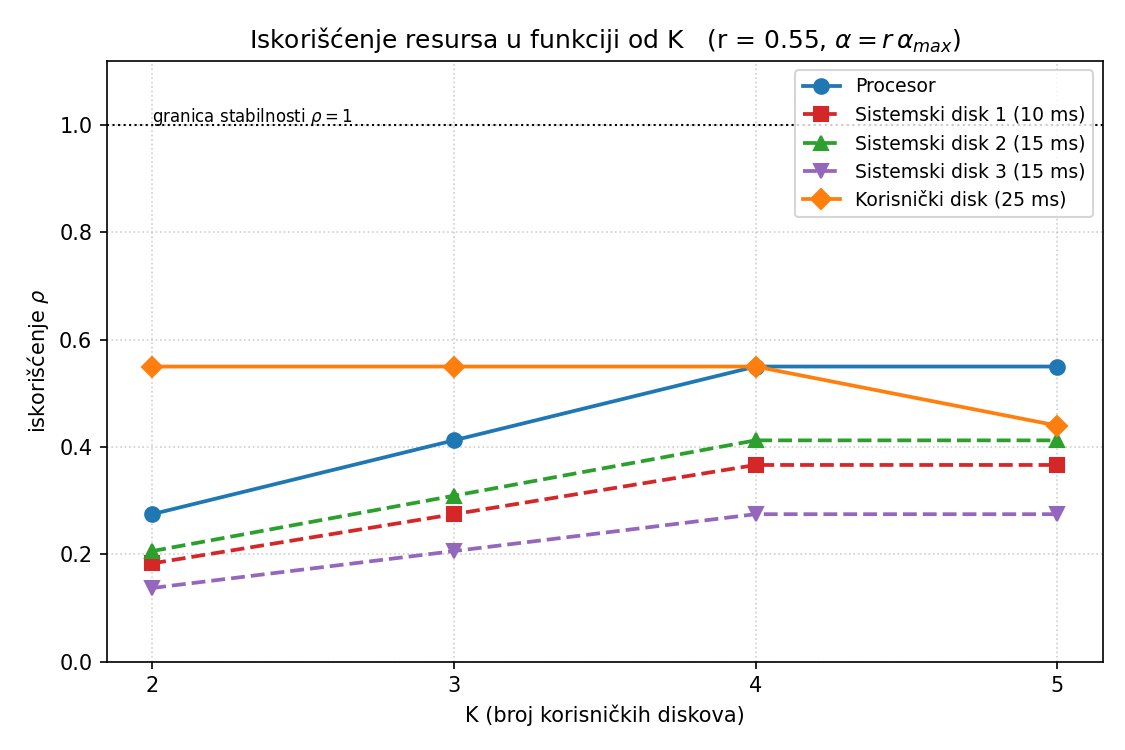 Iskorišćenje resursa u funkciji od K (r = 0.55, α = r α_max)
granica stabilnosti ρ = 1
Procesor
Sistemski disk 1 (10 ms)
Sistemski disk 2 (15 ms)
Sistemski disk 3 (15 ms)
Korisnički disk (25 ms)
iskorišćenje ρ
1.0
0.8
0.6
0.4
0.2
0.0
2 3 4 5
K (broj korisničkih diskova)